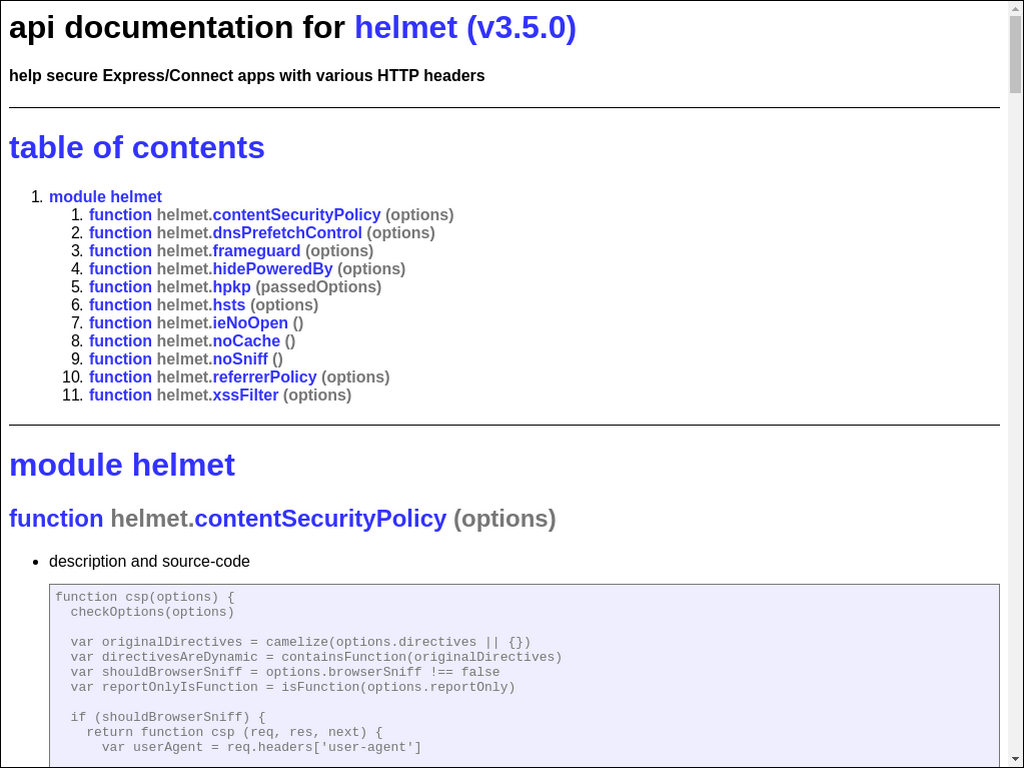 api documentation for helmet (v3.5.0)
help secure Express/Connect apps with various HTTP headers
table of contents
1. module helmet
1. function helmet.contentSecurityPolicy (options)
2. function helmet.dnsPrefetchControl (options)
3. function helmet.frameguard (options)
4. function helmet.hidePoweredBy (options)
5. function helmet.hpkp (passedOptions)
6. function helmet.hsts (options)
7. function helmet.ieNoOpen ()
8. function helmet.noCache ()
9. function helmet.noSniff ()
10. function helmet.referrerPolicy (options)
11. function helmet.xssFilter (options)
module helmet
function helmet.contentSecurityPolicy (options)
• description and source-code
function csp(options) {
  checkOptions(options)
  var originalDirectives = camelize(options.directives || {})
  var directivesAreDynamic = containsFunction(originalDirectives)
  var shouldBrowserSniff = options.browserSniff !== false
  var reportOnlyIsFunction = isFunction(options.reportOnly)
  if (shouldBrowserSniff) {
    return function csp (req, res, next) {
      var userAgent = req.headers['user-agent']